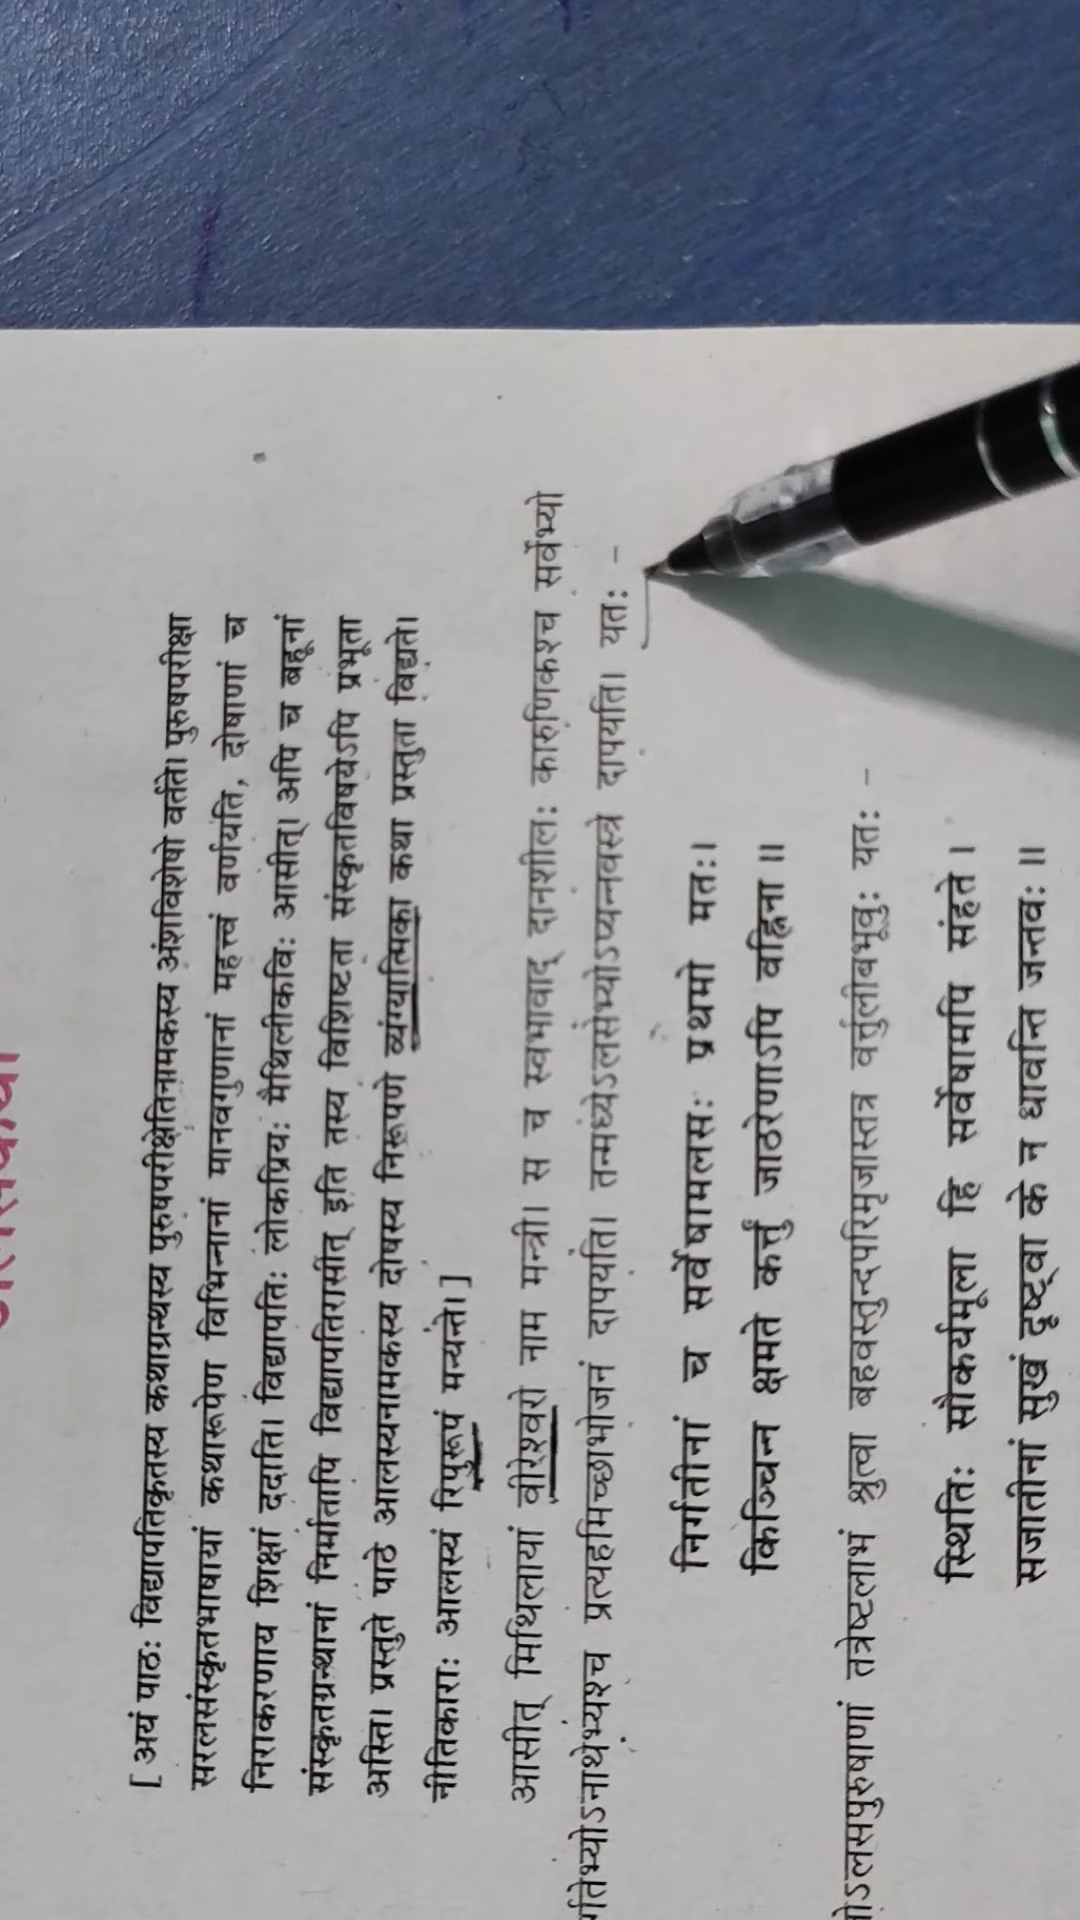 [ अयं पाठः विद्यापतिकृतस्य कथाग्रन्थस्य पुरुषपरीक्षेतिनामकस्य अंशविशेषो वर्तते। पुरुषपरीक्षा
सरलसंस्कृतभाषायां कथारूपेण विभिन्नानां मानवगुणानां महत्त्वं वर्णयति, दोषाणां च
निराकरणाय शिक्षां ददाति। विद्यापतिः लोकप्रियः मैथिलीकविः आसीत्। अपि च बहूनां
संस्कृतग्रन्थानां निर्मातापि विद्यापतिरासीत् इति तस्य विशिष्टता संस्कृतविषयेऽपि प्रभूता
अस्ति। प्रस्तुते पाठे आलस्यनामकस्य दोषस्य निरूपणे व्यंग्यात्मिका कथा प्रस्तुता विद्यते।
नीतिकाराः आलस्यं रिपुरूपं मन्यन्ते। ]
आसीत् मिथिलायां वीरेश्वरो नाम मन्त्री। स च स्वभावाद् दानशीलः कारुणिकश्च सर्वेभ्यो
गतिभ्योऽनाथेभ्यश्च प्रत्यहमिच्छाभोजनं दापयति। तन्मध्येऽलसेभ्योऽप्यन्नवस्त्रे दापयति। यतः –
निर्गतीनां च सर्वेषामलसः प्रथमो मतः।
किञ्चिन्न क्षमते कर्तुं जाठरेणाऽपि वह्निना ॥
ोऽलसपुरुषाणां तत्रेष्टलाभं श्रुत्वा बहवस्तुन्दपरिमृजास्तत्र वर्तुलीबभूवुः यतः –
स्थितिः सौकर्यमूला हि सर्वेषामपि संहते ।
सजातीनां सुखं दृष्ट्वा के न धावन्ति जन्तवः ॥